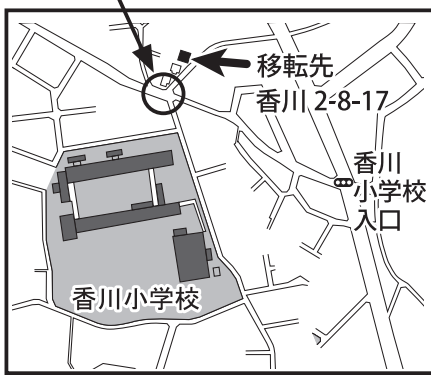 移転先
香川 2-8-17
香川
小学校
入口
香川小学校